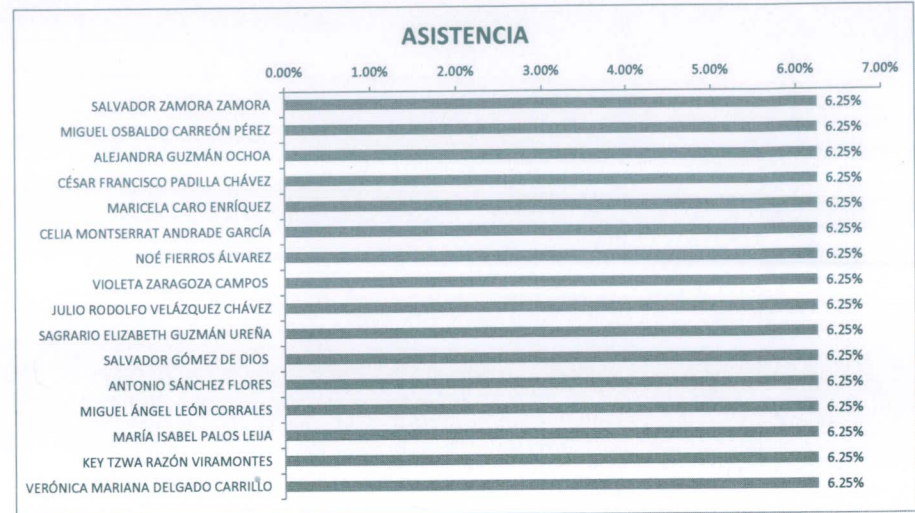 ASISTENCIA
0.00% 1.00% 2.00% 3.00% 4.00% 5.00% 6.00% 7.00%
SALVADOR ZAMORA ZAMORA 6.25%
MIGUEL OSBALDO CARREÓN PÉREZ 6.25%
ALEJANDRA GUZMÁN OCHOA 6.25%
CÉSAR FRANCISCO PADILLA CHÁVEZ 6.25%
MARICELA CARO ENRÍQUEZ 6.25%
CELIA MONTSERRAT ANDRADE GARCÍA 6.25%
NOÉ FIERROS ÁLVAREZ 6.25%
VIOLETA ZARAGOZA CAMPOS 6.25%
JULIO RODOLFO VELÁZQUEZ CHÁVEZ 6.25%
SAGRARIO ELIZABETH GUZMÁN UREÑA 6.25%
SALVADOR GÓMEZ DE DIOS 6.25%
ANTONIO SÁNCHEZ FLORES 6.25%
MIGUEL ÁNGEL LEÓN CORRALES 6.25%
MARÍA ISABEL PALOS LEIJA 6.25%
KEY TZWA RAZÓN VIRAMONTES 6.25%
VERÓNICA MARIANA DELGADO CARRILLO 6.25%